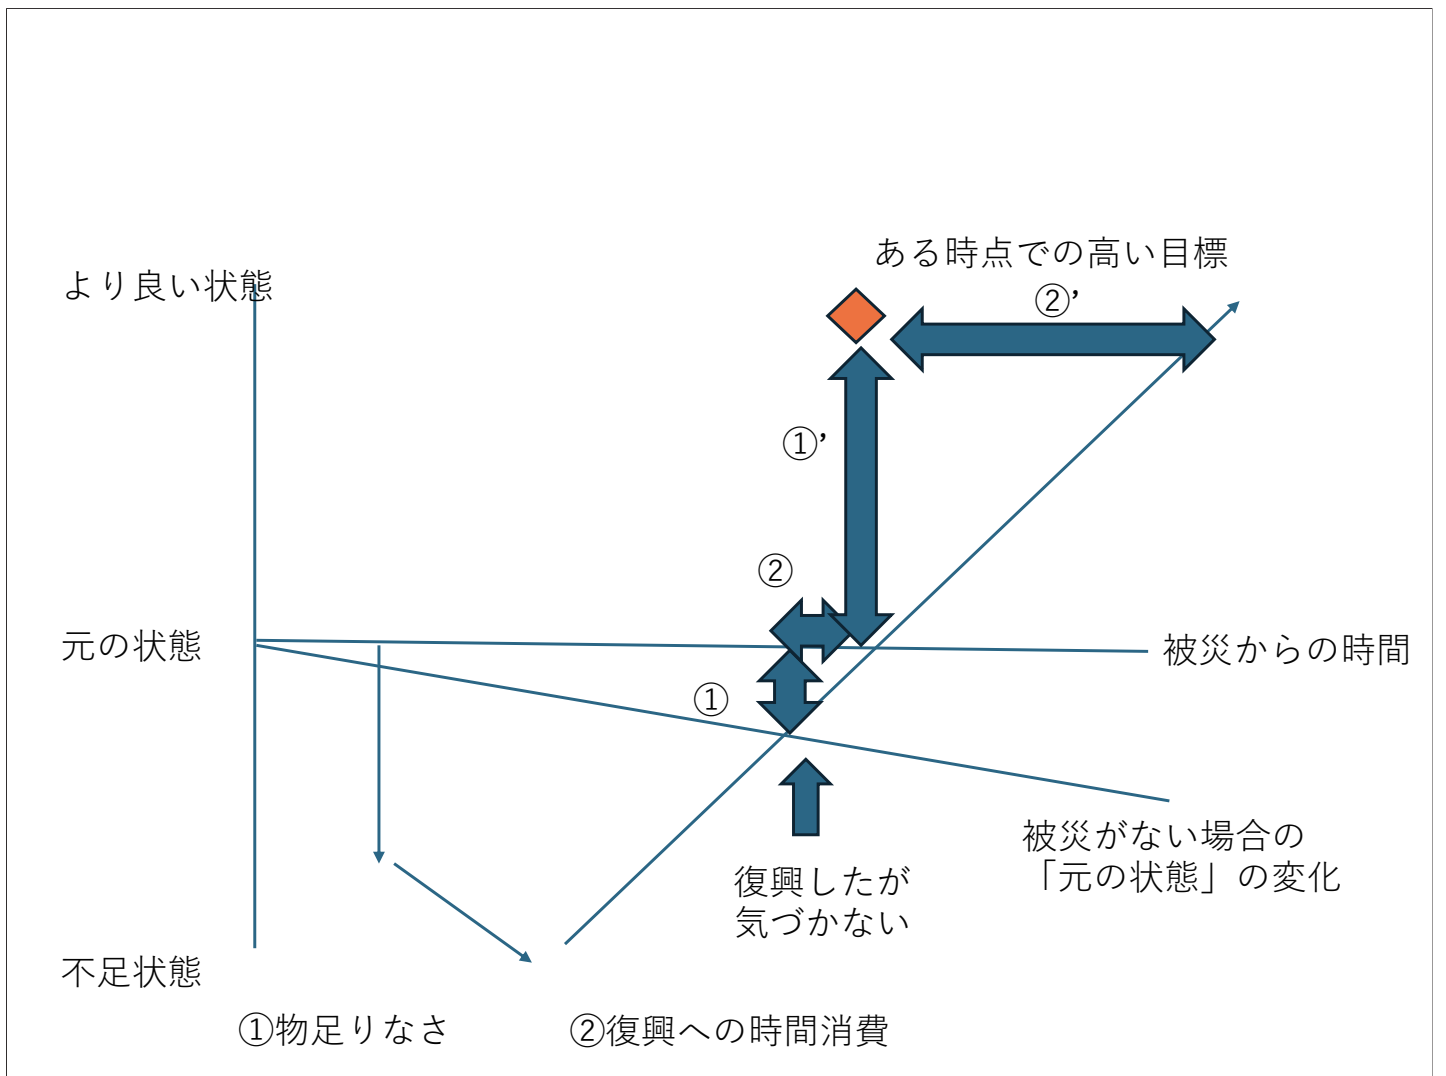 ある時点での高い目標
より良い状態
②’
①’
②
元の状態
被災からの時間
①
被災がない場合の
「元の状態」の変化
復興したが
気づかない
不足状態
①物足りなさ
②復興への時間消費